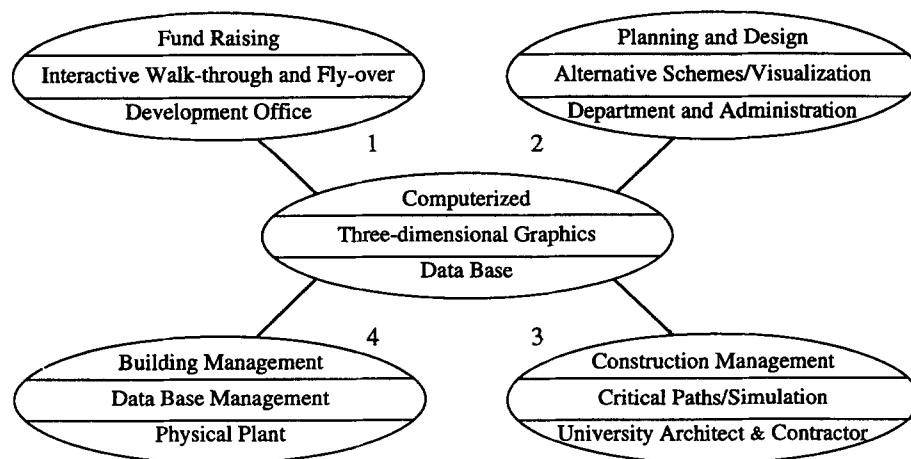 Fund Raising
Interactive Walk-through and Fly-over
Development Office
1
Planning and Design
Alternative Schemes/Visualization
Department and Administration
2
Computerized
Three-dimensional Graphics
Data Base
4
Building Management
Data Base Management
Physical Plant
3
Construction Management
Critical Paths/Simulation
University Architect & Contractor